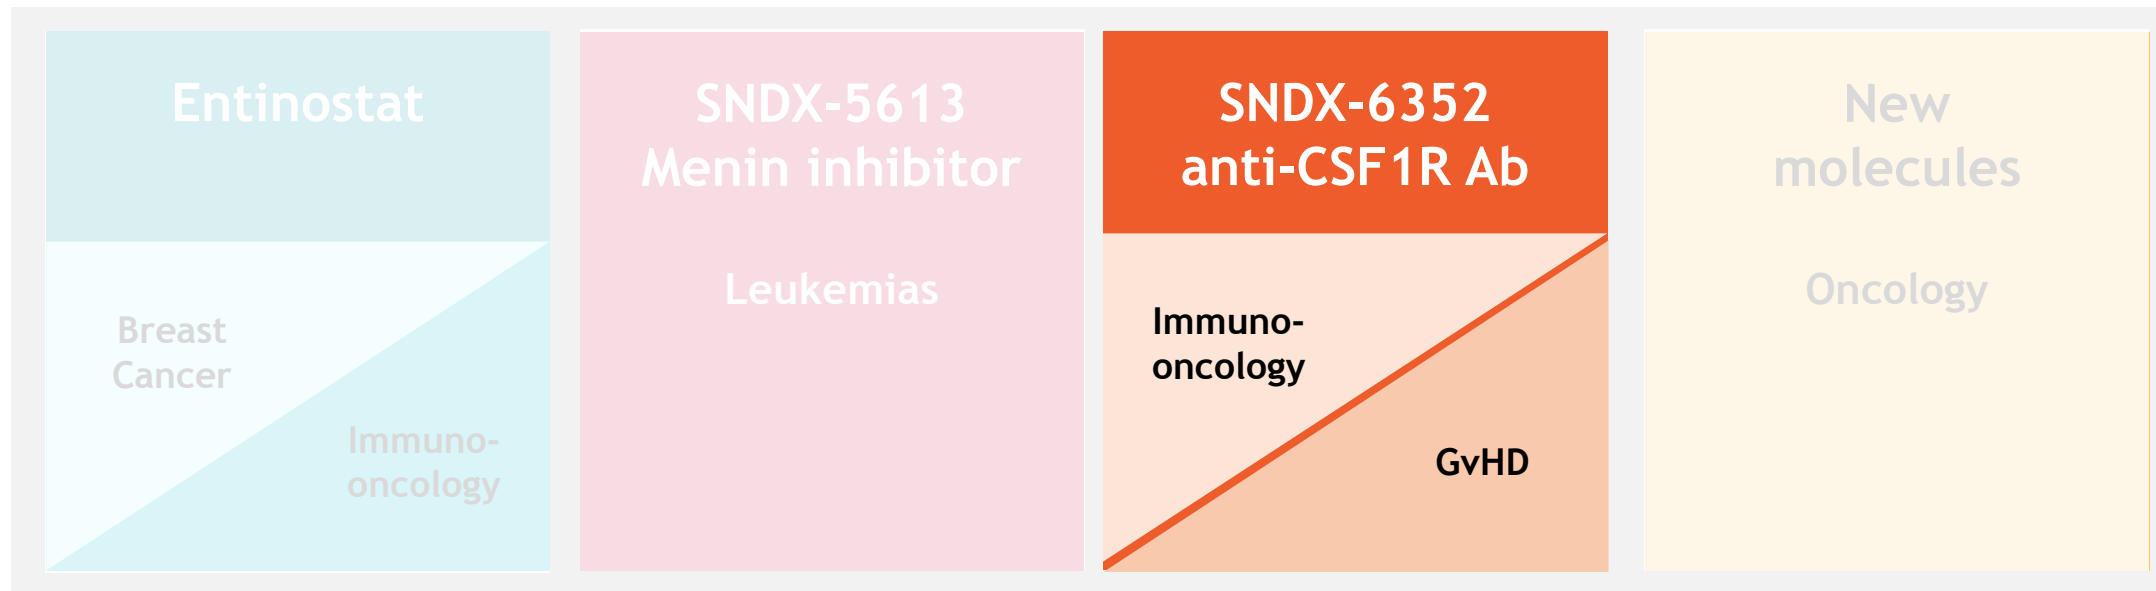 Entinostat
Breast
Cancer
Immuno-
oncology
SNDX-5613
Menin inhibitor
Leukemias
SNDX-6352
anti-CSF1R Ab
Immuno-
oncology
GvHD
New
molecules
Oncology